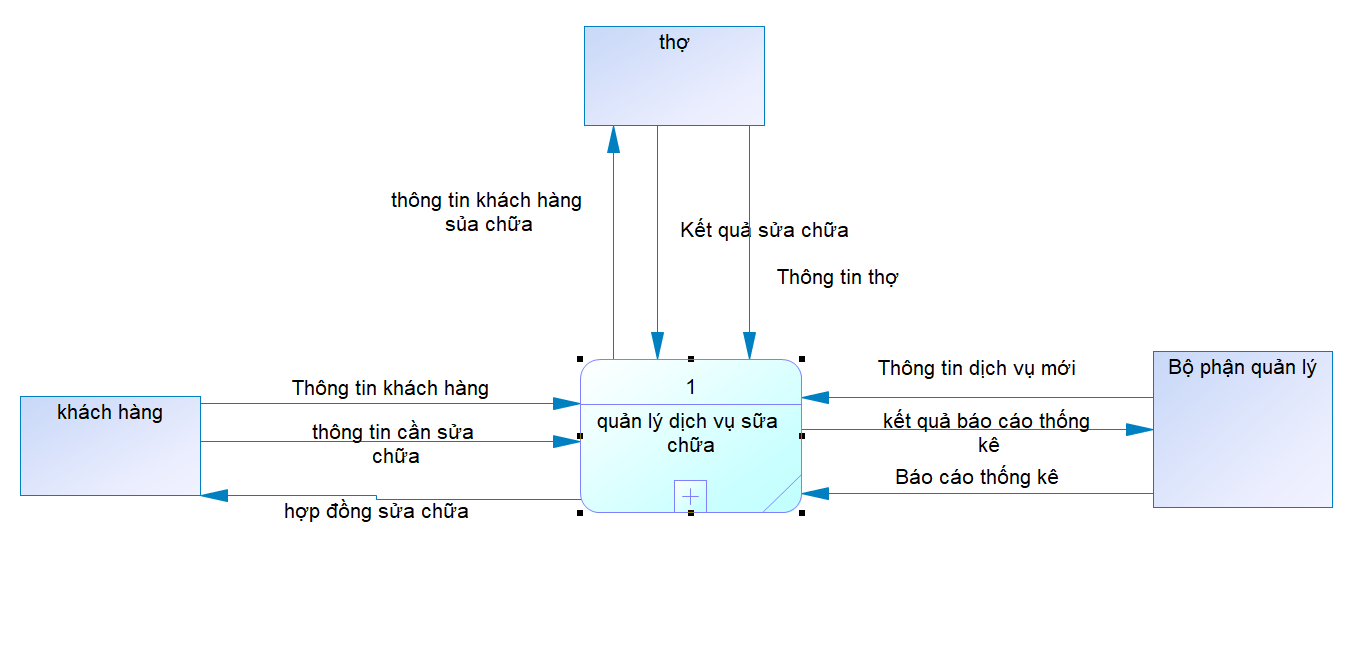 thợ
thông tin khách hàng
sủa chữa
Kết quả sửa chữa
Thông tin thợ
Thông tin khách hàng
thông tin cần sửa
chữa
hợp đồng sửa chữa
khách hàng
1
quản lý dịch vụ sữa
chữa
Thông tin dịch vụ mới
kết quả báo cáo thống
kê
Báo cáo thống kê
Bộ phận quản lý